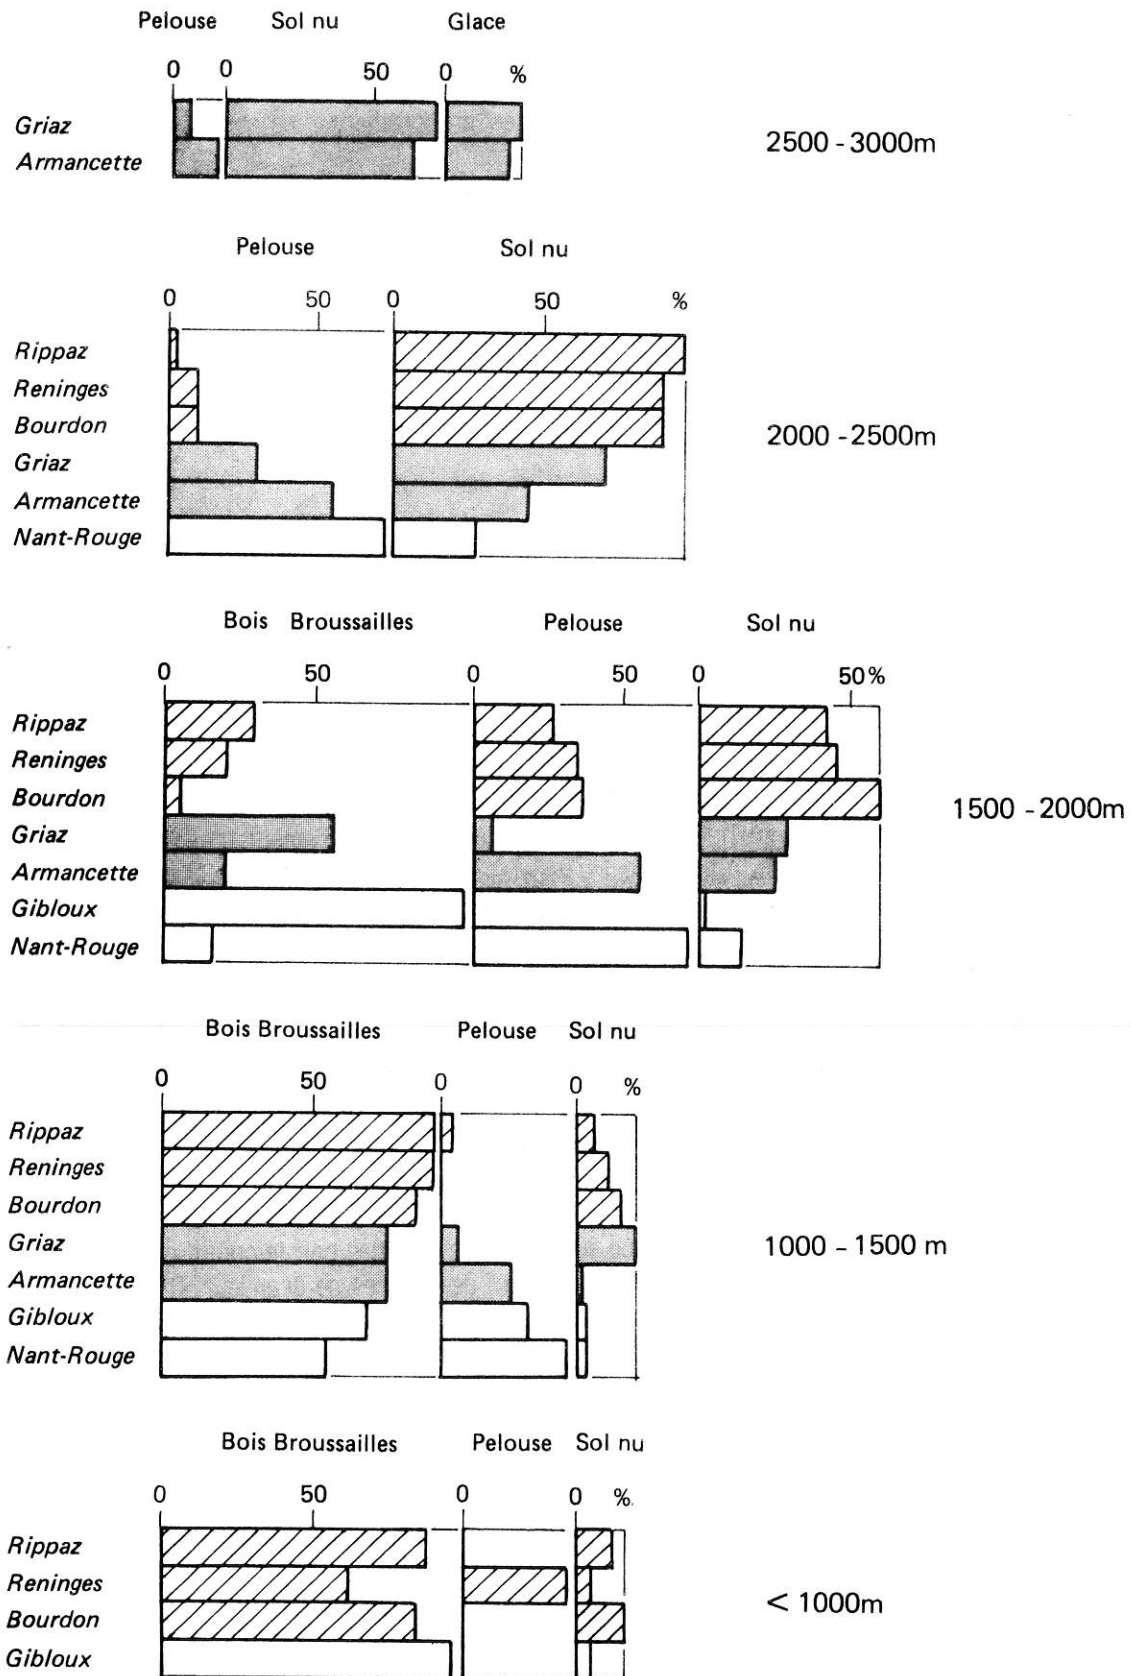 Pelouse Sol nu Glace
0 0 50 0 %
Griaz
Armancette
2500 - 3000m
Pelouse Sol nu
0 50 0 50 %
Rippaz
Reninges
Bourdon
Griaz
Armancette
Nant-Rouge
2000 - 2500m
Bois Broussailles Pelouse Sol nu
0 50 0 50 0 50%
Rippaz
Reninges
Bourdon
Griaz
Armancette
Gibloux
Nant-Rouge
1500 - 2000m
Bois Broussailles Pelouse Sol nu
0 50 0 0 %
Rippaz
Reninges
Bourdon
Griaz
Armancette
Gibloux
Nant-Rouge
1000 - 1500 m
Bois Broussailles Pelouse Sol nu
0 50 0 0 %.
Rippaz
Reninges
Bourdon
Gibloux
< 1000m